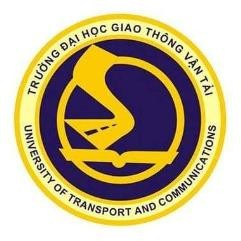 TRƯỜNG ĐẠI HỌC GIAO THÔNG VẬN TẢI
UNIVERSITY OF TRANSPORT AND COMMUNICATIONS